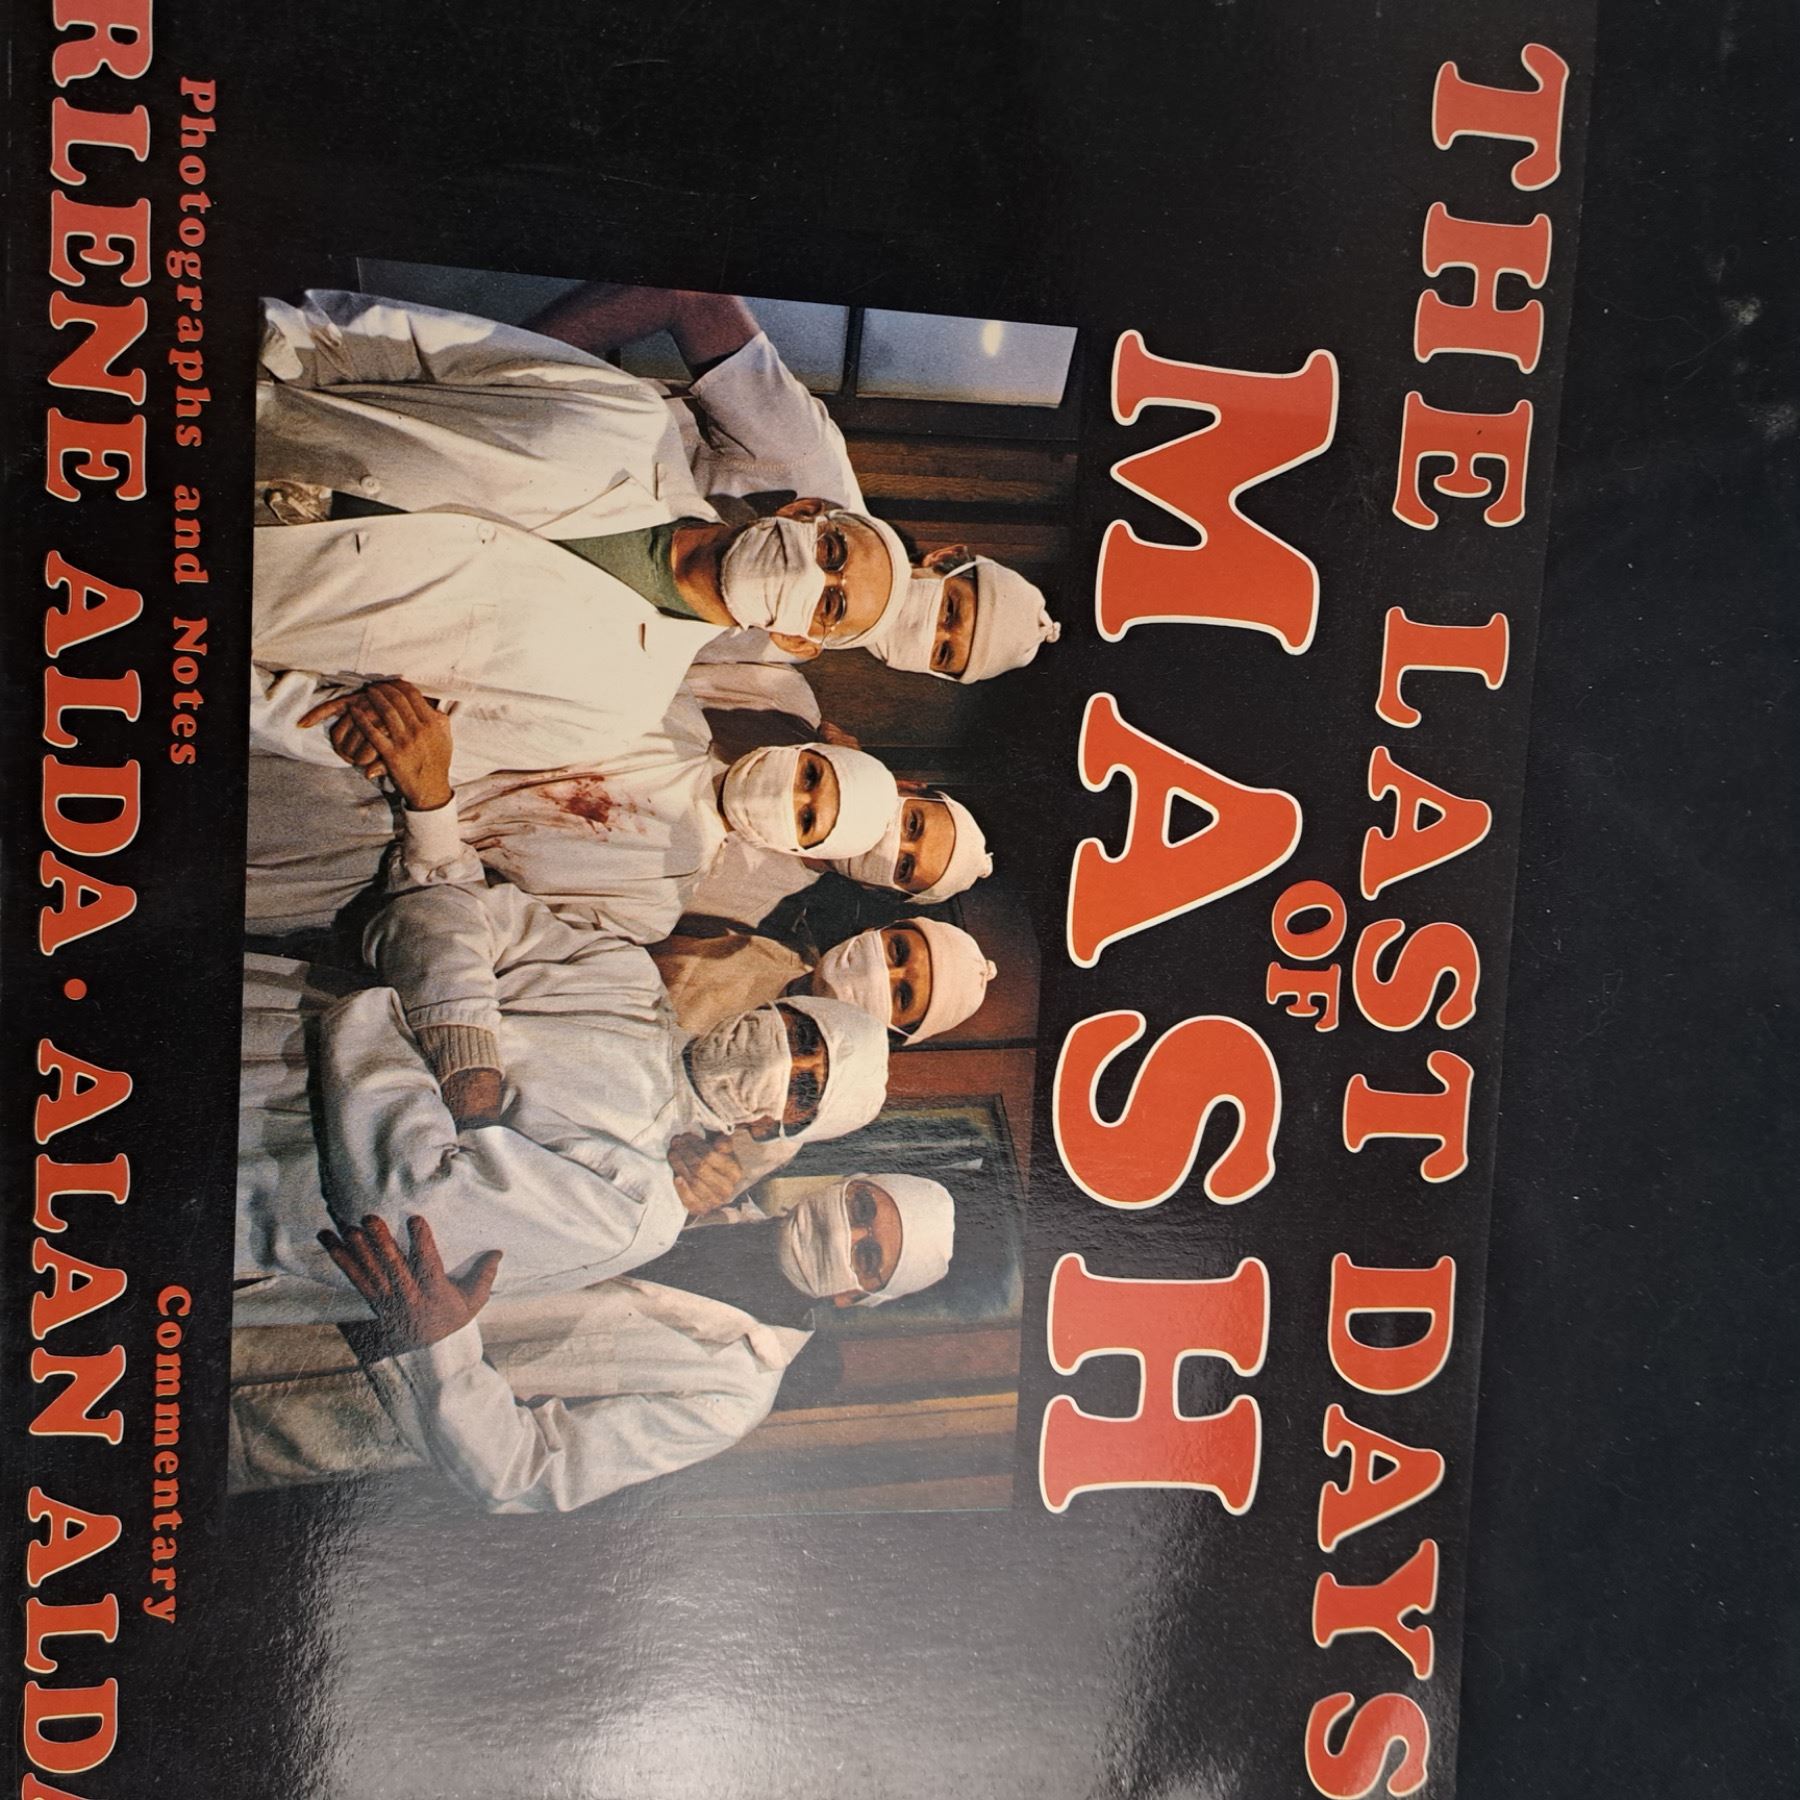 THE LAST DAYS
OF
MASH
Photographs and Notes
Commentary
RLENE ALDA · ALAN ALDA